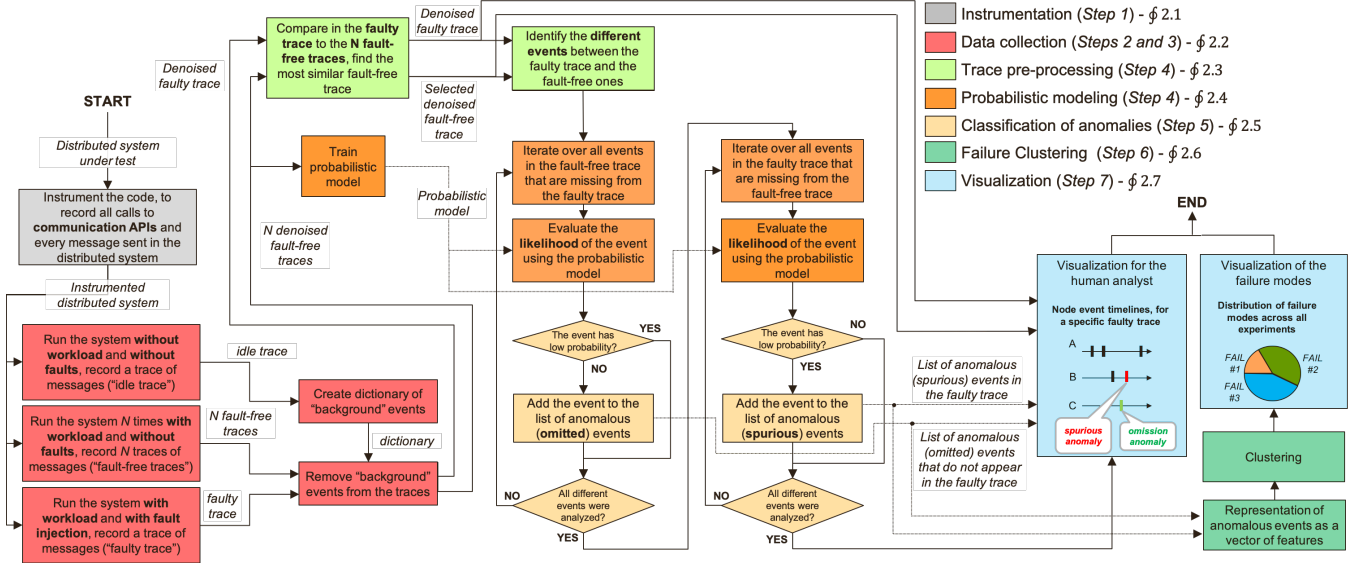 START
Distributed system
under test
Instrument the code, to
record all calls to
communication APIs and
every message sent in the
distributed system
Instrumented
distributed system
Run the system without
workload and without
faults, record a trace of
messages ("idle trace")
Run the system N times with
workload and without
faults, record N traces of
messages ("fault-free traces")
Run the system with
workload and with fault
injection, record a trace of
messages ("faulty trace")
idle trace
N fault-free
traces
faulty
trace
Create dictionary of
"background" events
dictionary
Remove "background"
events from the traces
Denoised
faulty trace
N denoised
fault-free
traces
Compare in the faulty
trace to the N fault-
free traces, find the
most similar fault-free
trace
Train
probabilistic
model
Denoised
faulty trace
Selected
denoised
fault-free
trace
Probabilistic
model
Identify the different
events between the
faulty trace and the
fault-free ones
Iterate over all events
in the fault-free trace
that are missing from
the faulty trace
Evaluate the
likelihood of the event
using the probabilistic
model
The event has
low probability?
YES
NO
Add the event to the
list of anomalous
(omitted) events
All different
events were
analyzed?
NO
YES
Iterate over all events
in the faulty trace that
are missing from the
fault-free trace
Evaluate the
likelihood of the event
using the probabilistic
model
The event has
low probability?
NO
YES
Add the event to the
list of anomalous
(spurious) events
All different
events were
analyzed?
NO
YES
List of anomalous
(spurious) events in
the faulty trace
List of anomalous
(omitted) events
that do not appear
in the faulty trace
Instrumentation (Step 1) - § 2.1
Data collection (Steps 2 and 3) - § 2.2
Trace pre-processing (Step 4) - § 2.3
Probabilistic modeling (Step 4) - § 2.4
Classification of anomalies (Step 5) - § 2.5
Failure Clustering (Step 6) - § 2.6
Visualization (Step 7) - § 2.7
END
Visualization for the
human analyst
Node event timelines, for
a specific faulty trace
A
B
C
spurious
anomaly
omission
anomaly
Visualization of the
failure modes
Distribution of failure
modes across all
experiments
FAIL
#1
FAIL
#2
FAIL
#3
Clustering
Representation of
anomalous events as a
vector of features